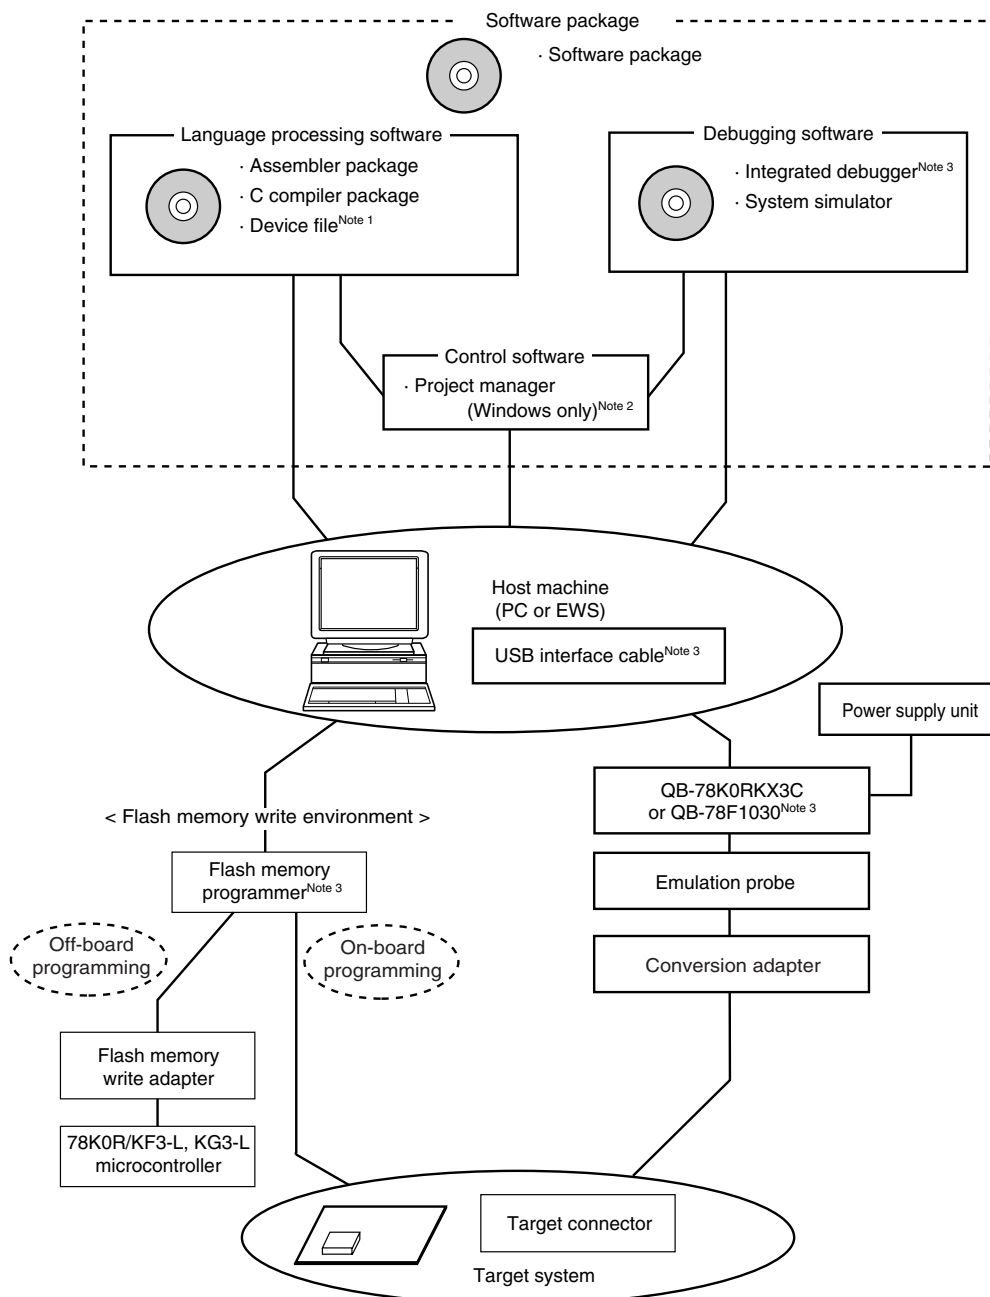 Software package
· Software package
Language processing software
· Assembler package
· C compiler package
· Device fileNote 1
Debugging software
· Integrated debuggerNote 3
· System simulator
Control software
· Project manager
(Windows only)Note 2
Host machine
(PC or EWS)
USB interface cableNote 3
Power supply unit
QB-78K0RKX3C
or QB-78F1030Note 3
< Flash memory write environment >
Flash memory
programmerNote 3
Emulation probe
Off-board
programming
On-board
programming
Conversion adapter
Flash memory
write adapter
78K0R/KF3-L, KG3-L
microcontroller
Target connector
Target system